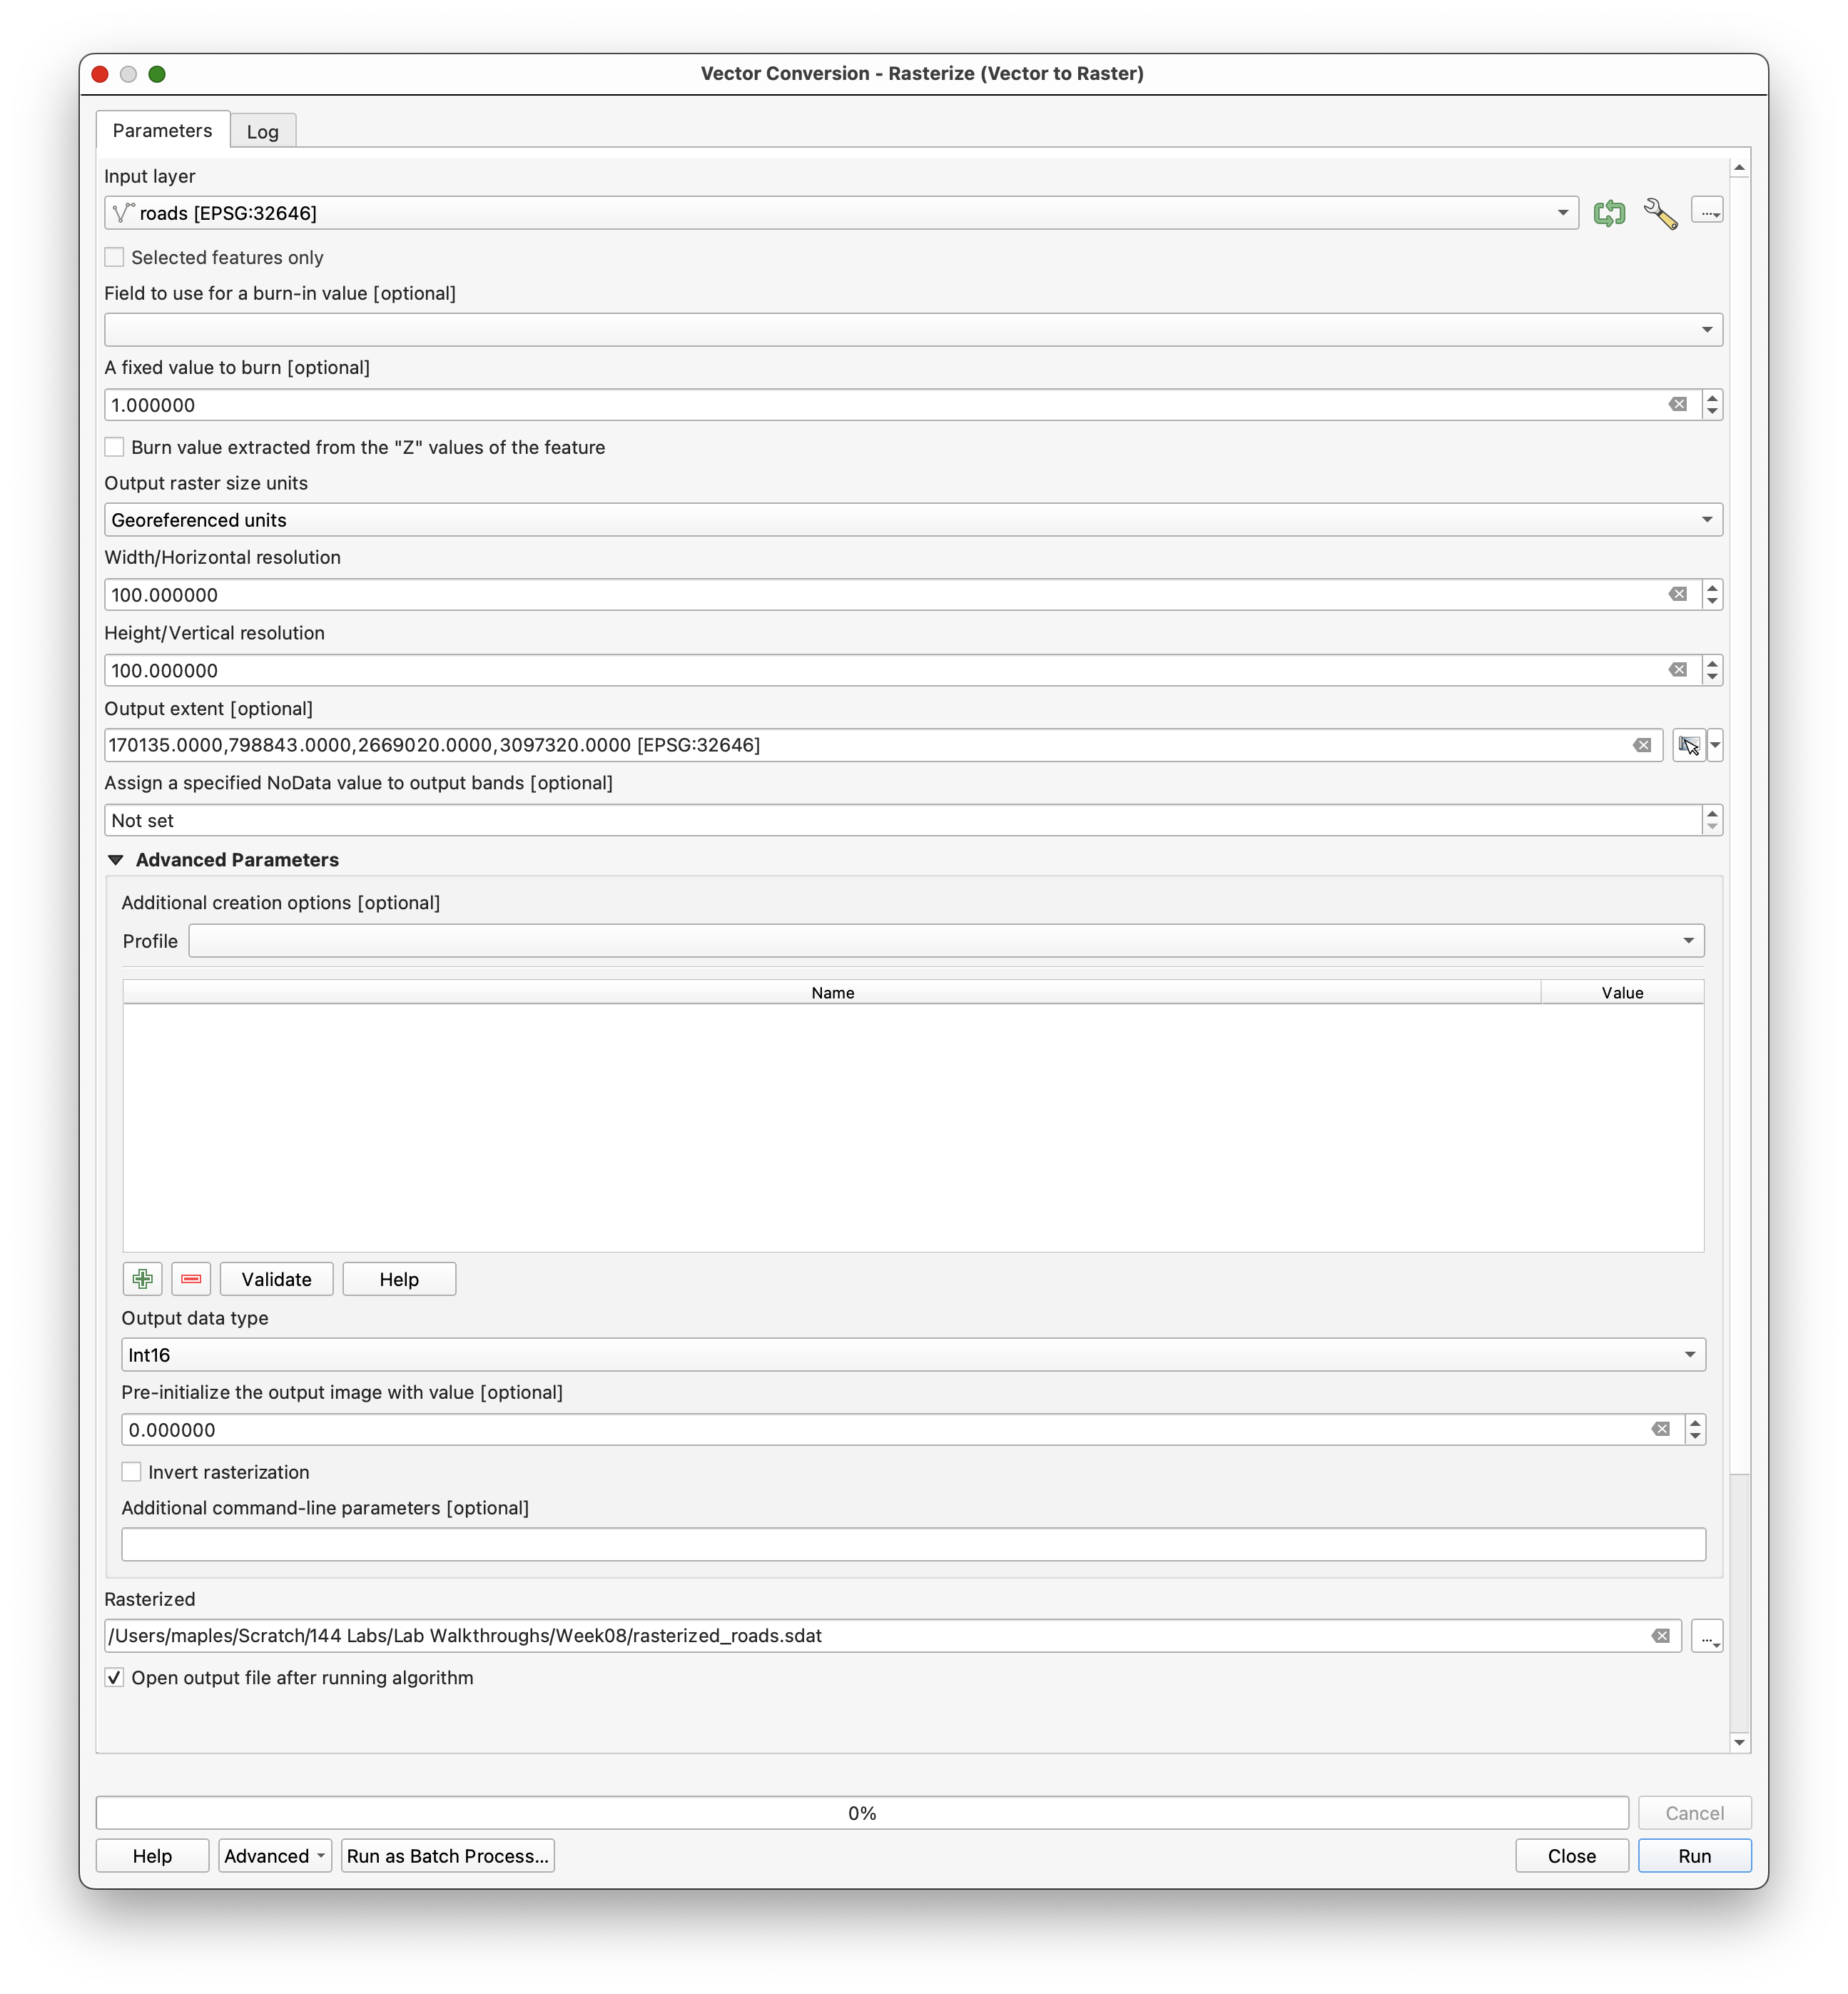 Vector Conversion - Rasterize (Vector to Raster)
Parameters
Log
Input layer
roads [EPSG:32646]
...
Selected features only
Field to use for a burn-in value [optional]
A fixed value to burn [optional]
1.000000
Burn value extracted from the "Z" values of the feature
Output raster size units
Georeferenced units
Width/Horizontal resolution
100.000000
Height/Vertical resolution
100.000000
Output extent [optional]
170135.0000,798843.0000,2669020.0000,3097320.0000 [EPSG:32646]
Assign a specified NoData value to output bands [optional]
Not set
Advanced Parameters
Additional creation options [optional]
Profile
Name Value
Validate Help
Output data type
Int16
Pre-initialize the output image with value [optional]
0.000000
Invert rasterization
Additional command-line parameters [optional]
Rasterized
/Users/maples/Scratch/144 Labs/Lab Walkthroughs/Week08/rasterized_roads.sdat
...
Open output file after running algorithm
0%
Cancel
Help Advanced Run as Batch Process... Close Run